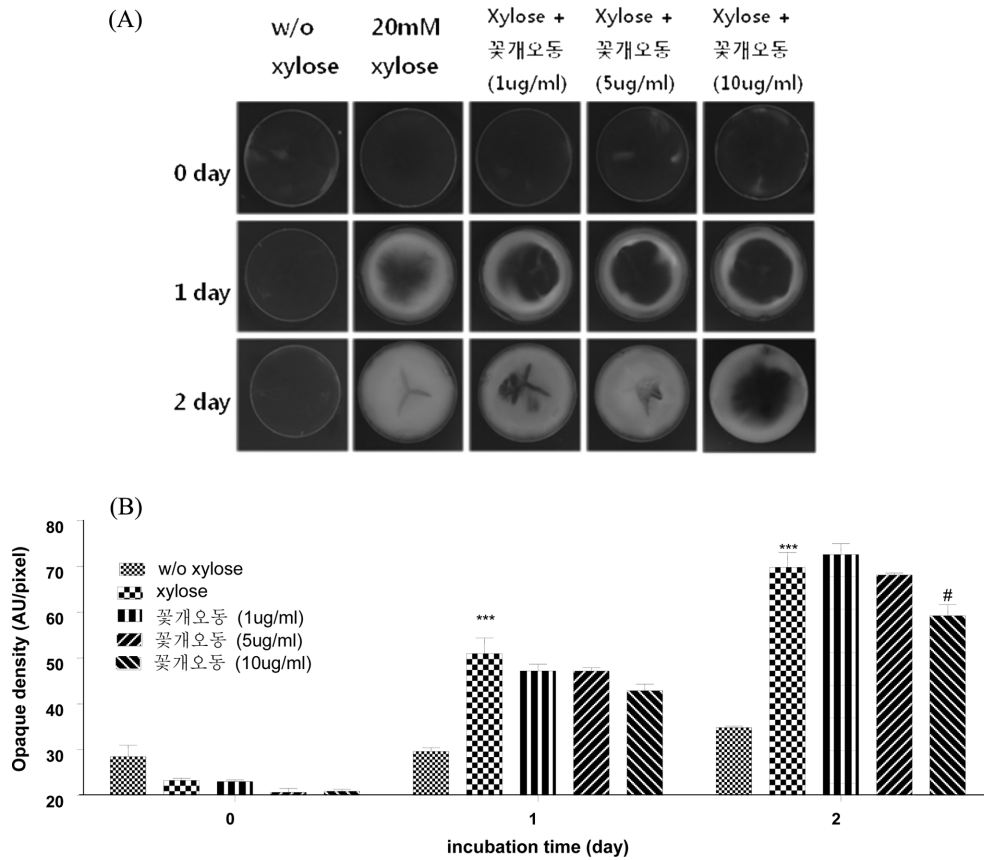 (A)
w/o
xylose
20mM
xylose
Xylose +
꽃개오동
(1ug/ml)
Xylose +
꽃개오동
(5ug/ml)
Xylose +
꽃개오동
(10ug/ml)
0 day
1 day
2 day
(B)
Opaque density (AU/pixel)
80
70
60
50
40
30
20
w/o xylose
xylose
꽃개오동 (1ug/ml)
꽃개오동 (5ug/ml)
꽃개오동 (10ug/ml)
***
***
#
0
1
2
incubation time (day)